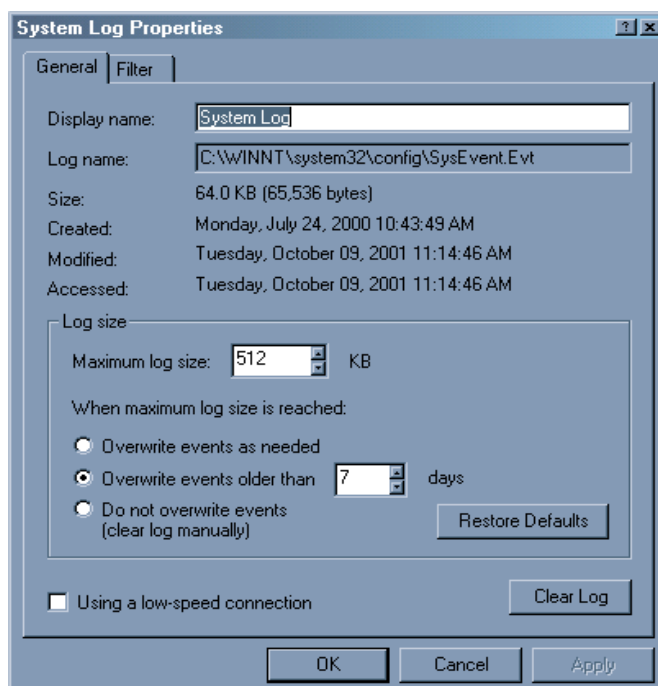 System Log Properties
General Filter
Display name: System Log
Log name: C:\WINNT\system32\config\SysEvent.Evt
Size: 64.0 KB (65,536 bytes)
Created: Monday, July 24, 2000 10:43:49 AM
Modified: Tuesday, October 09, 2001 11:14:46 AM
Accessed: Tuesday, October 09, 2001 11:14:46 AM
Log size
Maximum log size: 512 KB
When maximum log size is reached:
Overwrite events as needed
Overwrite events older than 7 days
Do not overwrite events
(clear log manually)
Restore Defaults
Using a low-speed connection
Clear Log
OK Cancel Apply